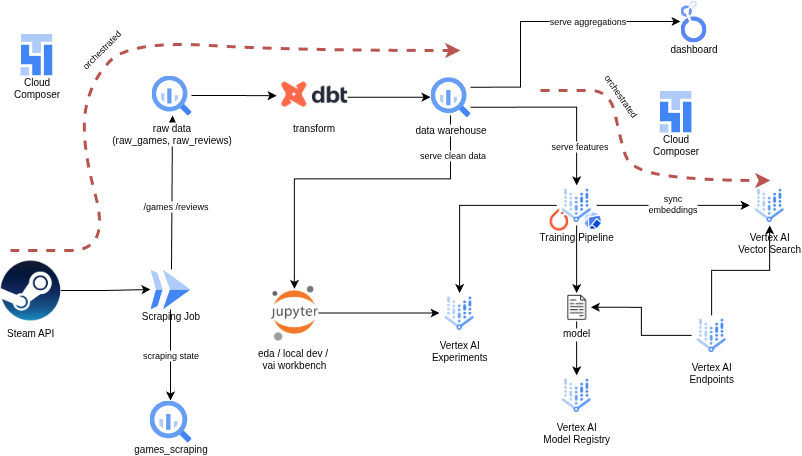 serve aggregations
dashboard
orchestrated
Cloud
Composer
dbt
raw data
(raw_games, raw_reviews)
transform
data warehouse
orchestrated
Cloud
Composer
serve clean data
serve features
/games /reviews
sync
embeddings
Training Pipeline
Vertex AI
Vector Search
Steam API
Scraping Job
jupyter
model
scraping state
eda / local dev /
vai workbench
Vertex AI
Experiments
Vertex AI
Endpoints
Vertex AI
Model Registry
games_scraping